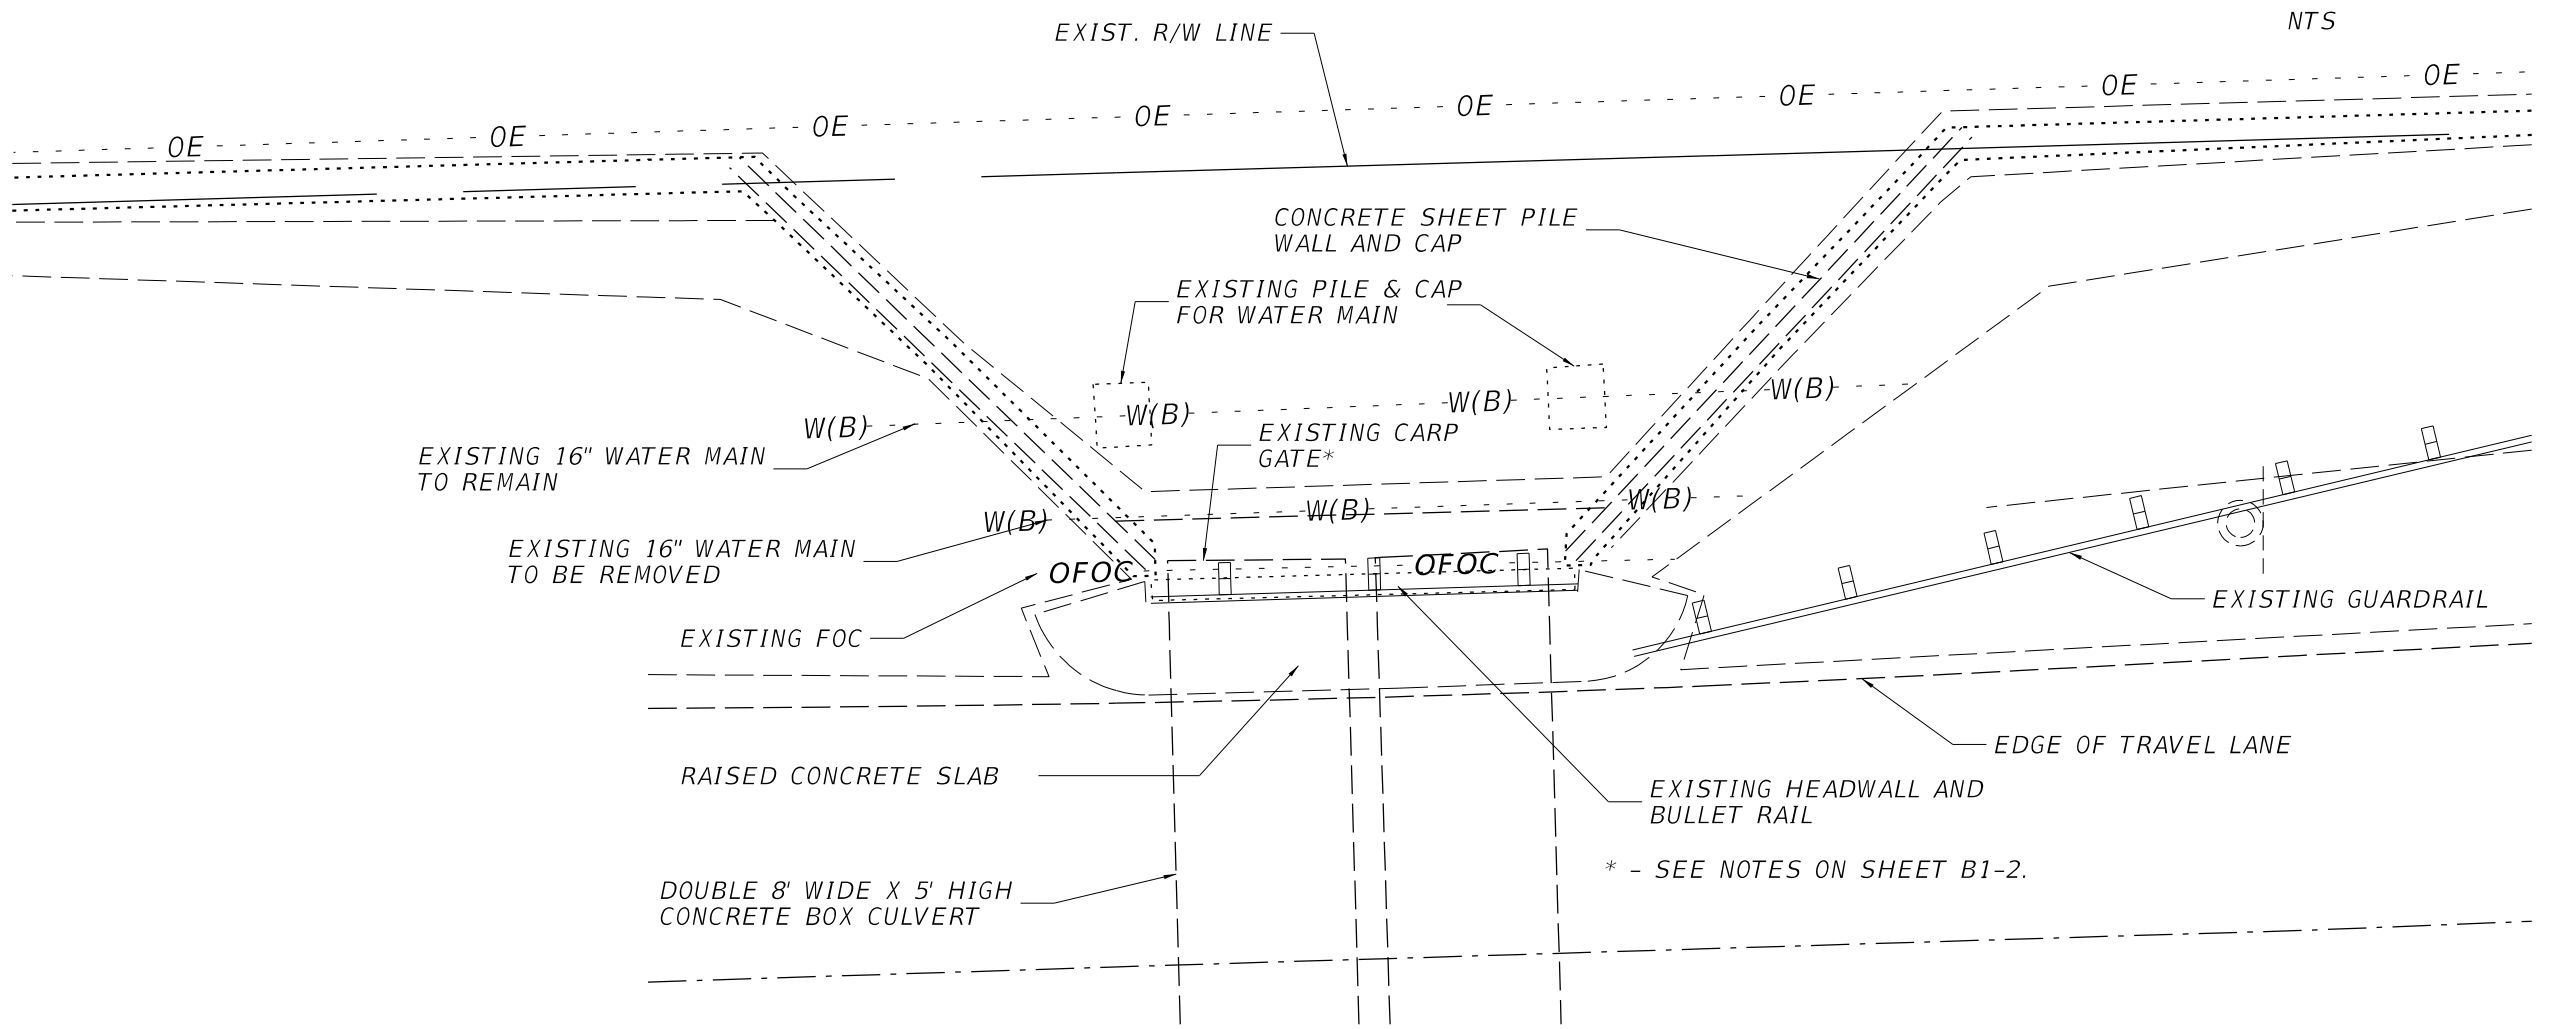 NTS
EXIST. R/W LINE
OE
OE
OE
OE
OE
OE
OE
OE
CONCRETE SHEET PILE
WALL AND CAP
EXISTING PILE & CAP
FOR WATER MAIN
W(B)
W(B)
W(B)
W(B)
EXISTING CARP
GATE*
EXISTING 16" WATER MAIN
TO REMAIN
W(B)
W(B)
W(B)
EXISTING 16" WATER MAIN
TO BE REMOVED
OFOC
OFOC
EXISTING GUARDRAIL
EXISTING FOC
EDGE OF TRAVEL LANE
RAISED CONCRETE SLAB
EXISTING HEADWALL AND
BULLET RAIL
* - SEE NOTES ON SHEET B1-2.
DOUBLE 8' WIDE X 5' HIGH
CONCRETE BOX CULVERT